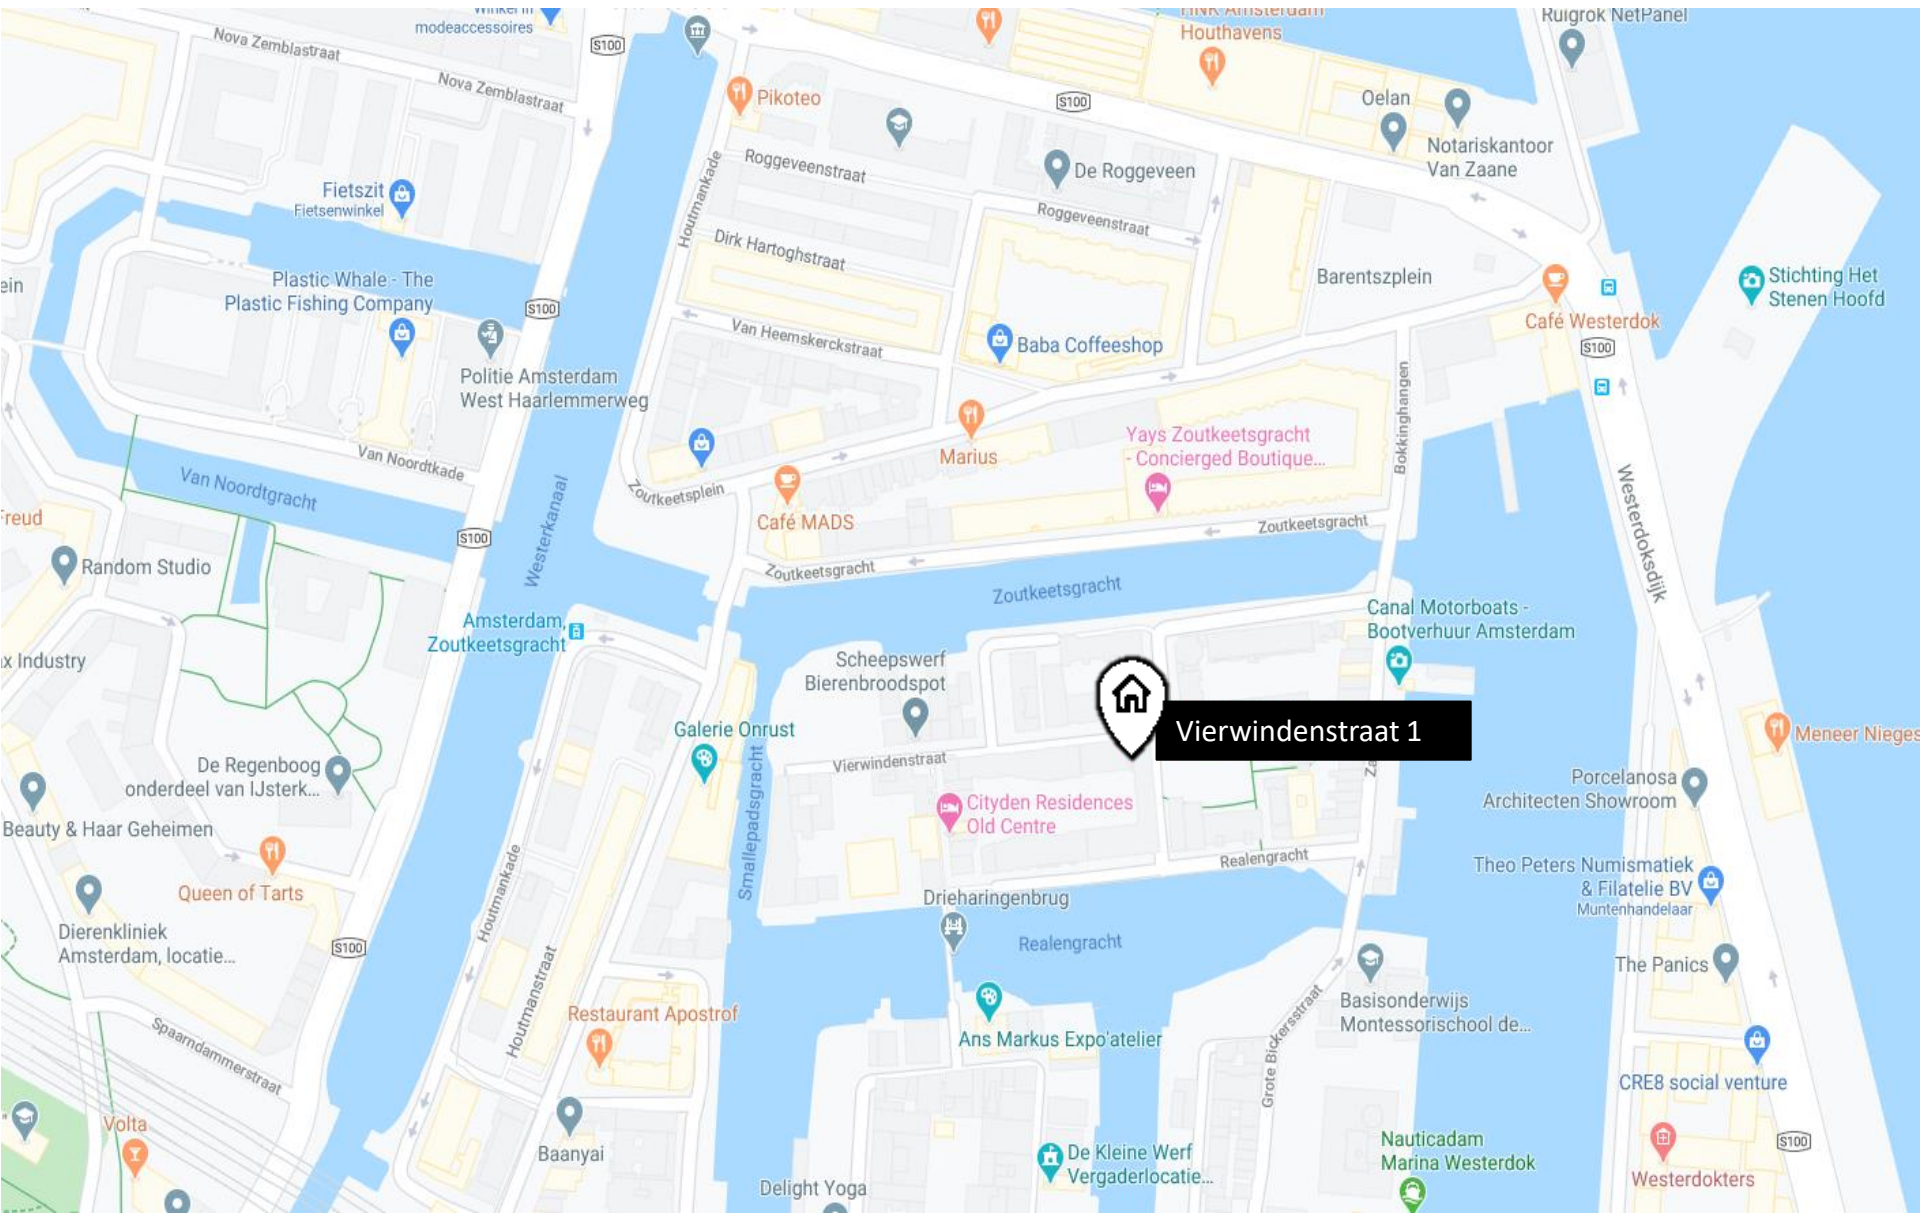 Winkel in
modeaccessoires
S100
HNK Amsterdam
Houthavens
Ruigrok NetPanel
Nova Zemblastraat
Nova Zemblastraat
Pikoteo
S100
Oelan
Notariskantoor
Van Zaane
Roggeveenstraat
De Roggeveen
Houtmankade
Fietszit
Fietsenwinkel
Roggeveenstraat
Dirk Hartoghstraat
Barentszplein
Stichting Het
Stenen Hoofd
ein
Plastic Whale - The
Plastic Fishing Company
S100
Van Heemskerckstraat
Baba Coffeeshop
Café Westerdok
S100
Politie Amsterdam
West Haarlemmerweg
Bokkinghangen
Yays Zoutkeetsgracht
- Concierged Boutique...
Marius
Van Noordtkade
Van Noordtgracht
Zoutkeetsplein
Westerkanaal
Westerdoksdijk
Freud
Café MADS
Zoutkeetsgracht
S100
Random Studio
Zoutkeetsgracht
Zoutkeetsgracht
Amsterdam,
Zoutkeetsgracht
Canal Motorboats -
Bootverhuur Amsterdam
x Industry
Scheepswerf
Bierenbroodspot
Galerie Onrust
Vierwindenstraat 1
Meneer Nieges
Vierwindenstraat
Za
De Regenboog
onderdeel van IJsterk...
Porcelanosa
Architecten Showroom
Smallepadsgracht
Cityden Residences
Old Centre
Beauty & Haar Geheimen
Realengracht
Theo Peters Numismatiek
& Filatelie BV
Muntenhandelaar
Queen of Tarts
Houtmankade
Drieharingenbrug
Dierenkliniek
Amsterdam, locatie...
S100
Realengracht
The Panics
Houtmanstraat
Restaurant Apostrof
Basisonderwijs
Montessorischool de...
Ans Markus Expo'atelier
Grote Bickersstraat
Spaarndammerstraat
CRE8 social venture
Volta
Baanyai
De Kleine Werf
Vergaderlocatie...
Nauticadam
Marina Westerdok
S100
Westerdokters
Delight Yoga